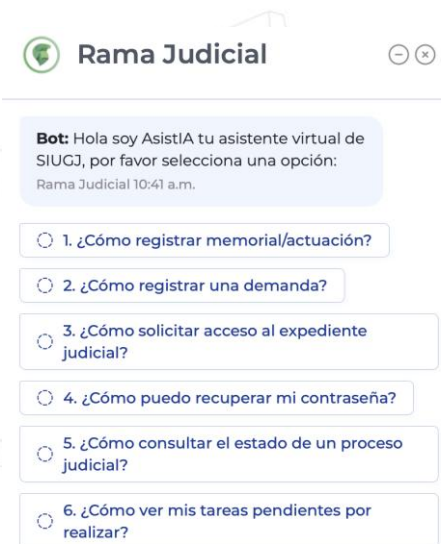 Rama Judicial
Bot: Hola soy AsistIA tu asistente virtual de
SIUGJ, por favor selecciona una opción:
Rama Judicial 10:41 a.m.
1. ¿Cómo registrar memorial/actuación?
2. ¿Cómo registrar una demanda?
3. ¿Cómo solicitar acceso al expediente
judicial?
4. ¿Cómo puedo recuperar mi contraseña?
5. ¿Cómo consultar el estado de un proceso
judicial?
6. ¿Cómo ver mis tareas pendientes por
realizar?